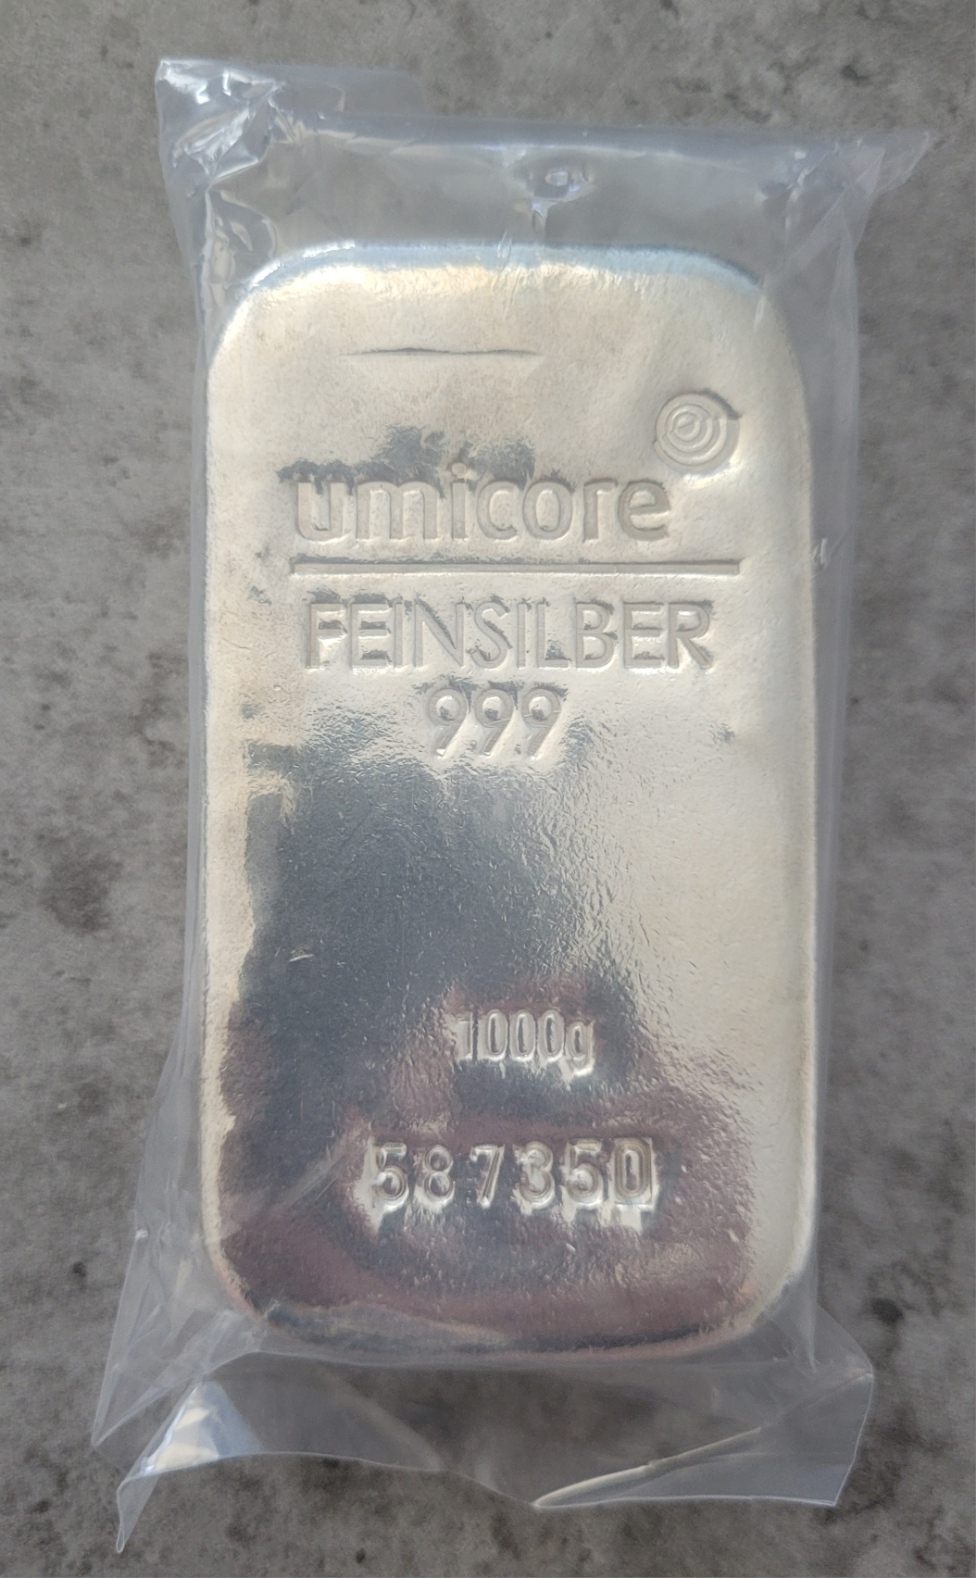 umicore
FEINSILBER
999
1000g
587350